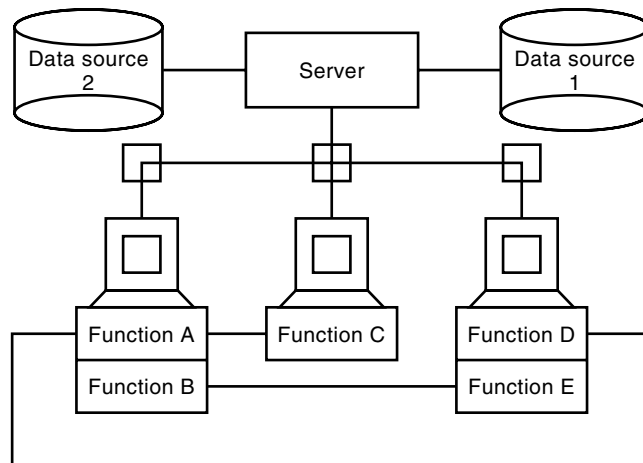 Data source
2
Server
Data source
1
Function A
Function C
Function D
Function B
Function E